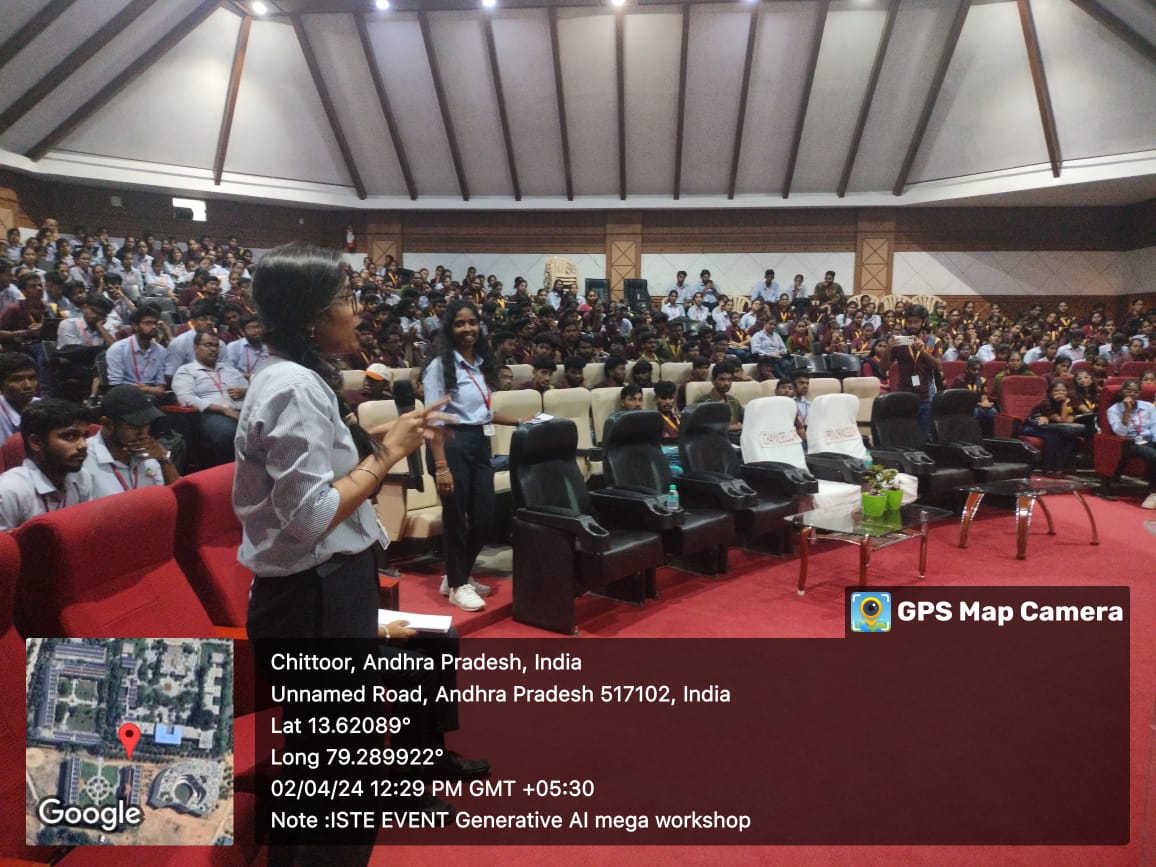 CHANCELLOR
GPS Map Camera
Chittoor, Andhra Pradesh, India
Unnamed Road, Andhra Pradesh 517102, India
Lat 13.62089°
Long 79.289922°
02/04/24 12:29 PM GMT +05:30
Note :ISTE EVENT Generative AI mega workshop
Google